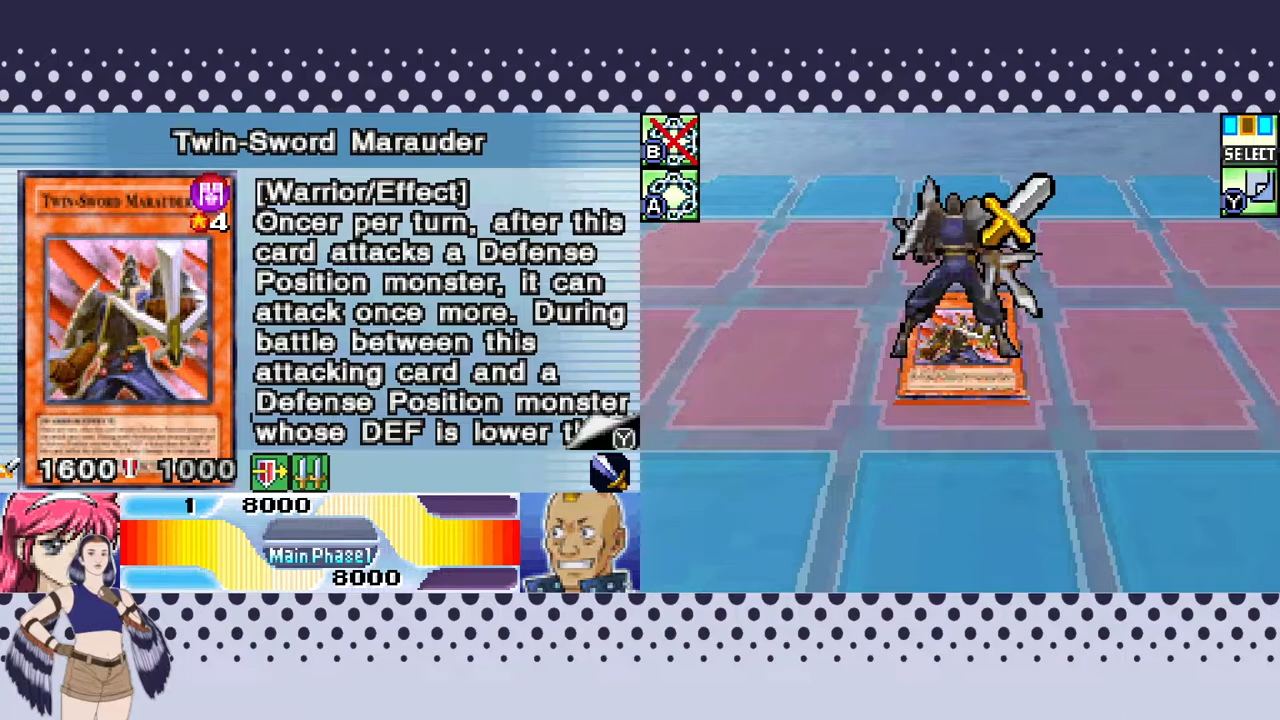 Twin-Sword Marauder
TWIN-SWORD MARAUDER
4
[Warrior/Effect]
Oncer per turn, after this
card attacks a Defense
Position monster, it can
attack once more. During
battle between this
attacking card and a
Defense Position monster
whose DEF is lower
1600 1000
Y
1 8000
Main Phase1
8000
B
A
SELECT
Y